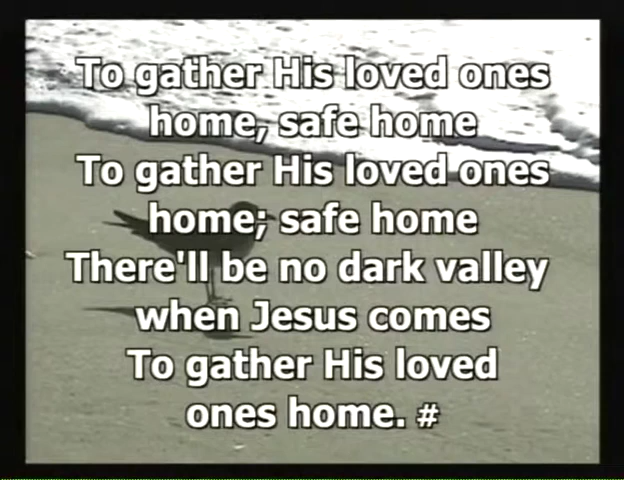 To gather His loved ones
home, safe home
To gather His loved ones
home; safe home
There'll be no dark valley
when Jesus comes
To gather His loved
ones home. #